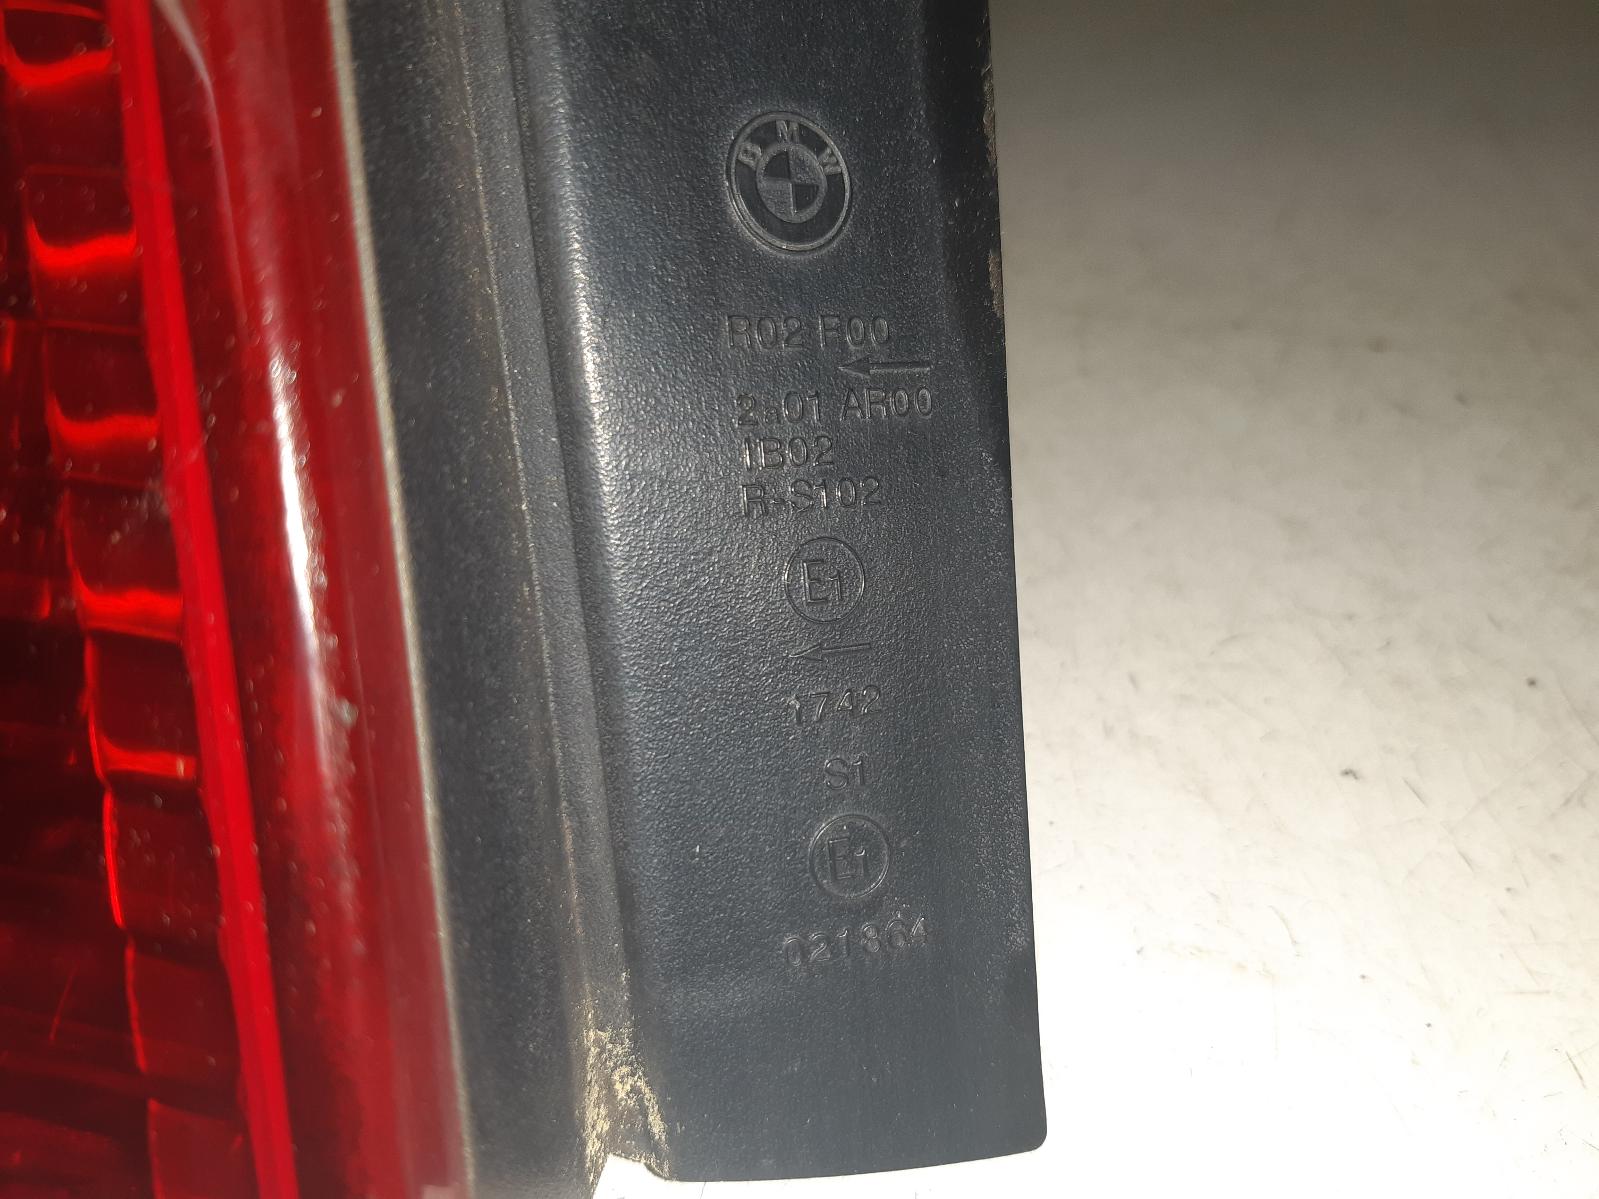 BMW
R02 F00
2a01 AR00
IB02
R-S102
E1
1742
S1
E1
021864